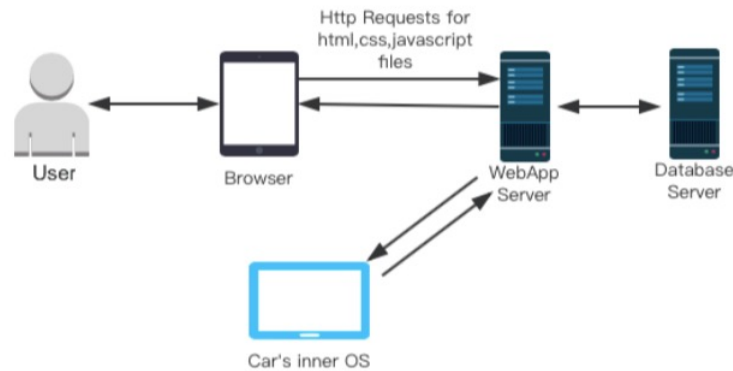 Http Requests for
html,css,javascript
files
User
Browser
WebApp
Server
Database
Server
Car's inner OS